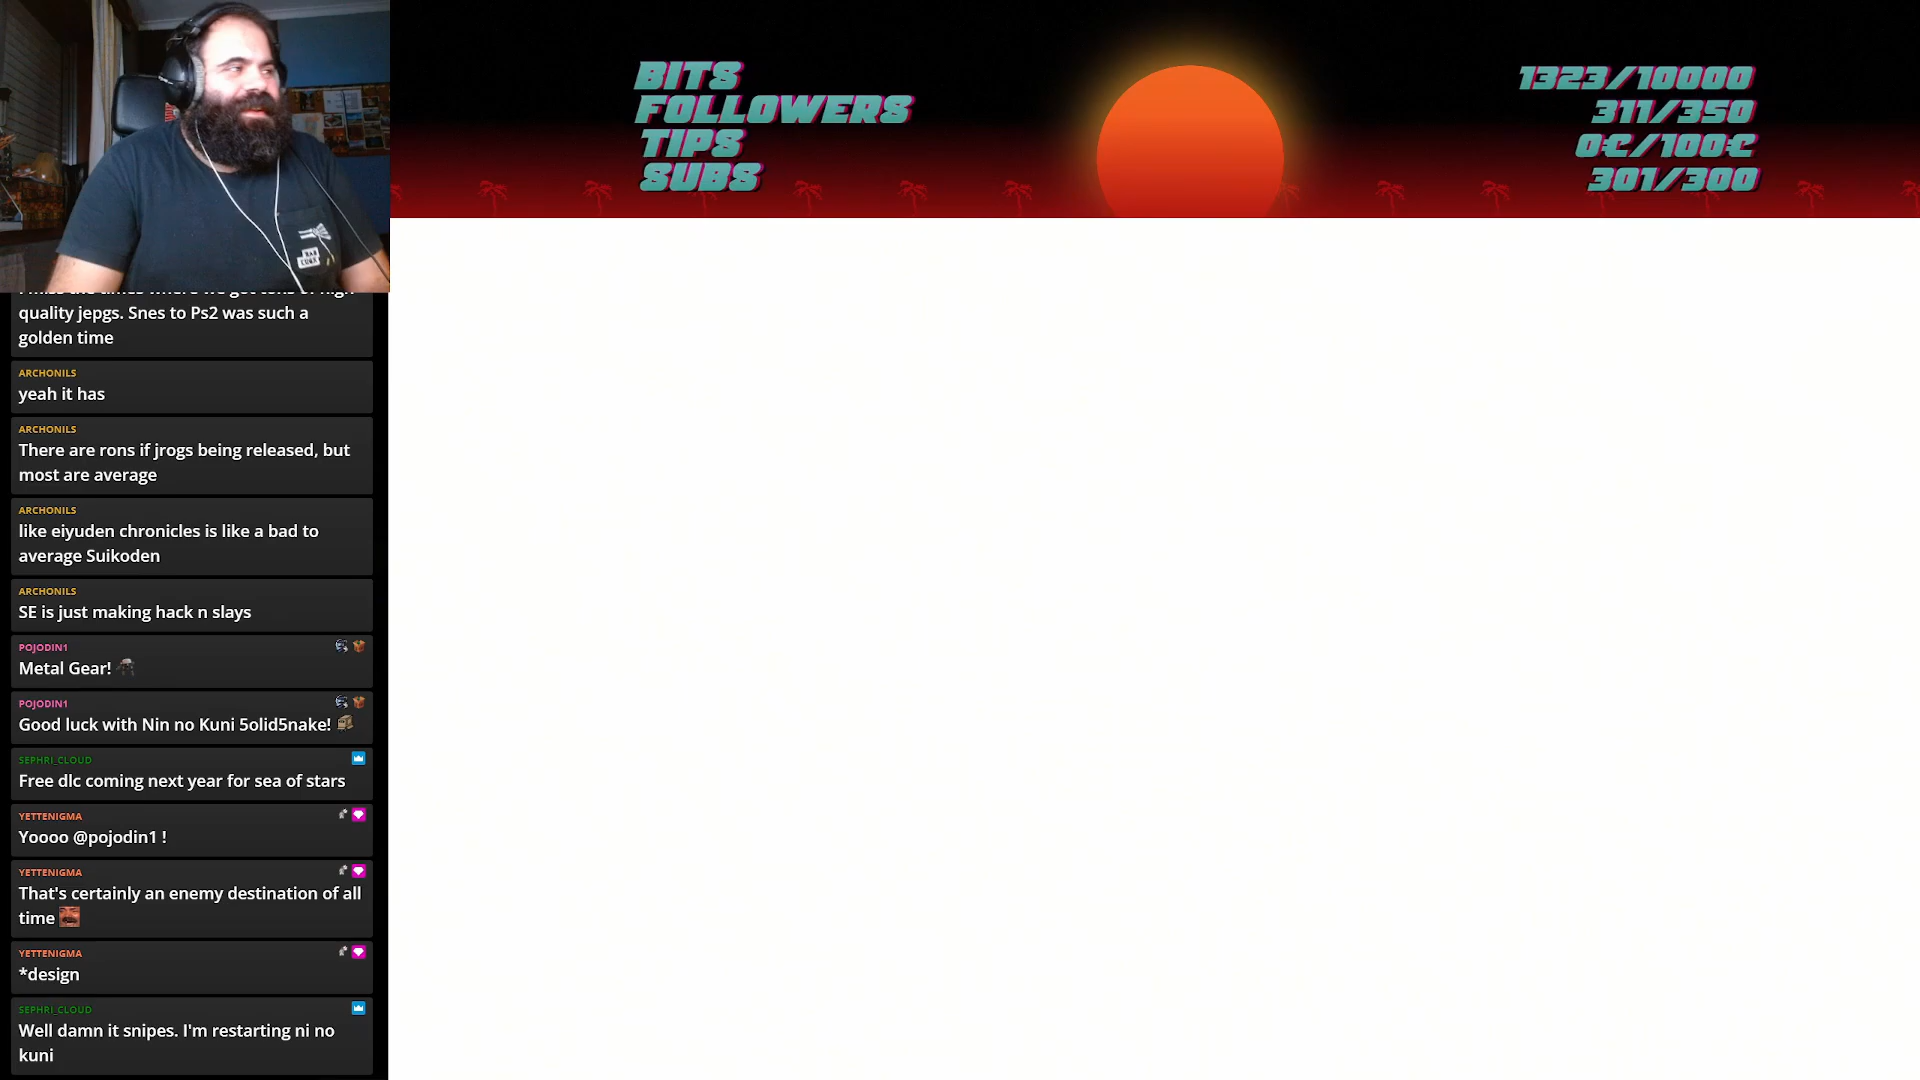 BITS
FOLLOWERS
TIPS
SUBS
1323/10000
311/350
0€/100€
301/300
quality jepgs. Snes to Ps2 was such a
golden time
ARCHONILS
yeah it has
ARCHONILS
There are rons if jrogs being released, but
most are average
ARCHONILS
like eiyuden chronicles is like a bad to
average Suikoden
ARCHONILS
SE is just making hack n slays
POJODIN1
Metal Gear!
POJODIN1
Good luck with Nin no Kuni 5olid5nake!
SEPHRI_CLOUD
Free dlc coming next year for sea of stars
YETTENIGMA
Yoooo @pojodin1 !
YETTENIGMA
That's certainly an enemy destination of all
time
YETTENIGMA
*design
SEPHRI_CLOUD
Well damn it snipes. I'm restarting ni no
kuni